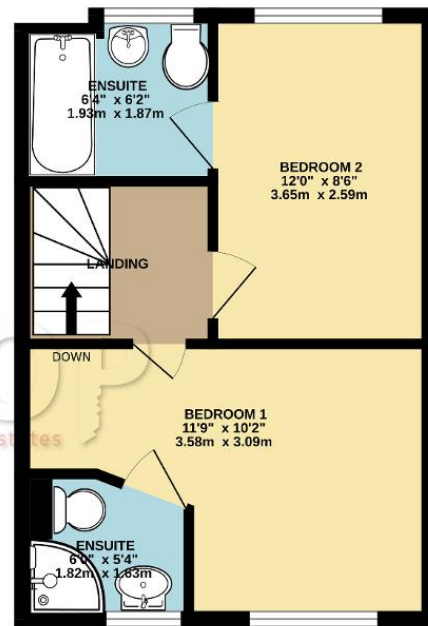 ENSUITE
6'4" x 6'2"
1.93m x 1.87m
BEDROOM 2
12'0" x 8'6"
3.65m x 2.59m
LANDING
DOWN
OP
states
BEDROOM 1
11'9" x 10'2"
3.58m x 3.09m
ENSUITE
6'0" x 5'4"
1.82m x 1.63m